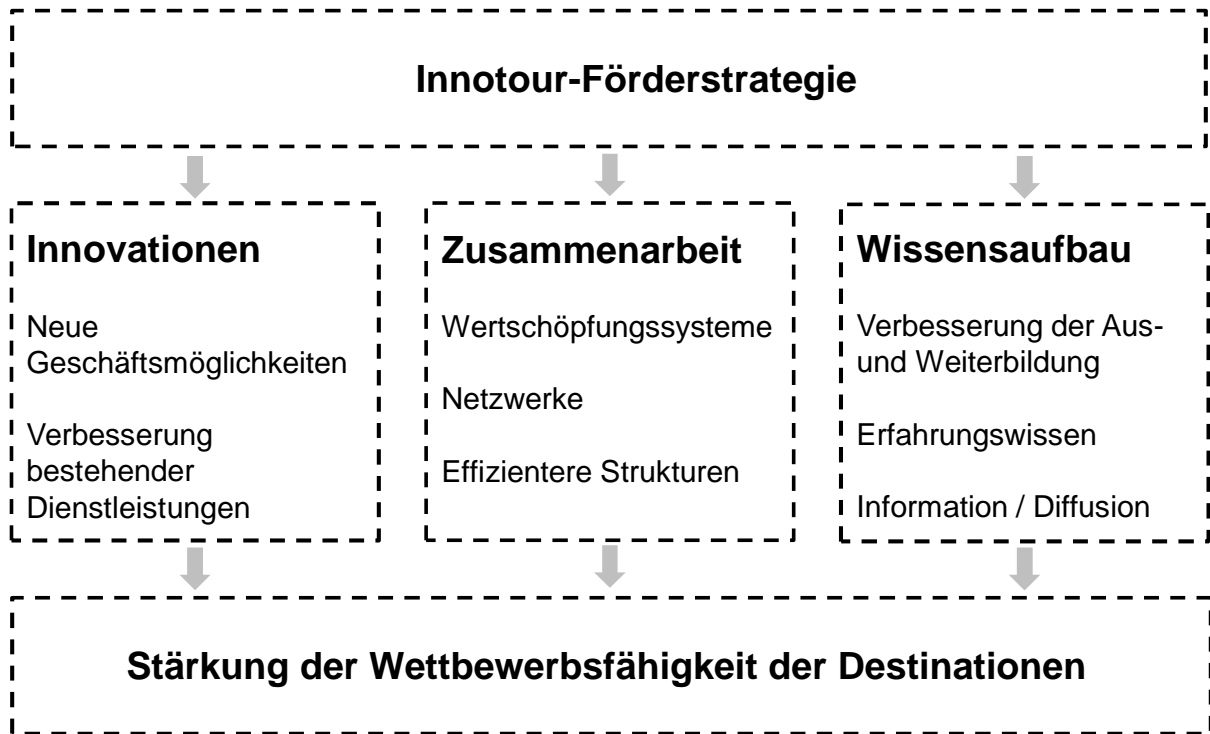 Innotour-Förderstrategie
Innovationen
Neue
Geschäftsmöglichkeiten
Verbesserung
bestehender
Dienstleistungen
Zusammenarbeit
Wertschöpfungssysteme
Netzwerke
Effizientere Strukturen
Wissensaufbau
Verbesserung der Aus-
und Weiterbildung
Erfahrungswissen
Information / Diffusion
Stärkung der Wettbewerbsfähigkeit der Destinationen